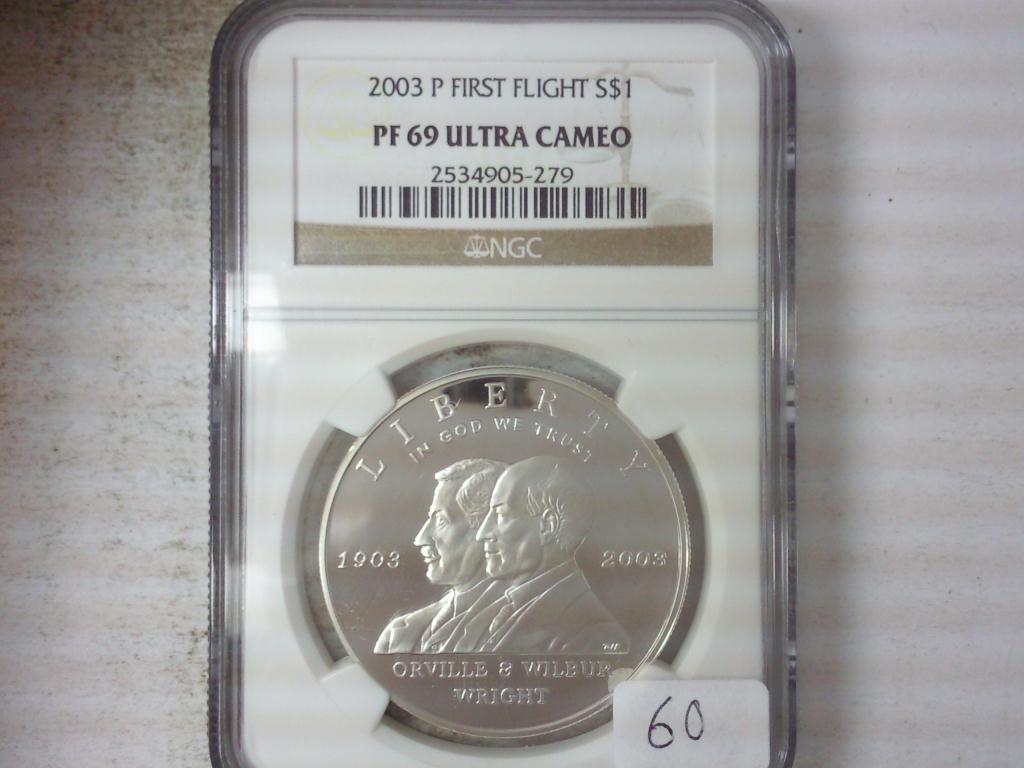 2003 P FIRST FLIGHT S$1
PF 69 ULTRA CAMEO
2534905-279
NGC
LIBERTY
IN GOD WE TRUST
1903 2003
ORVILLE & WILBUR
WRIGHT
60